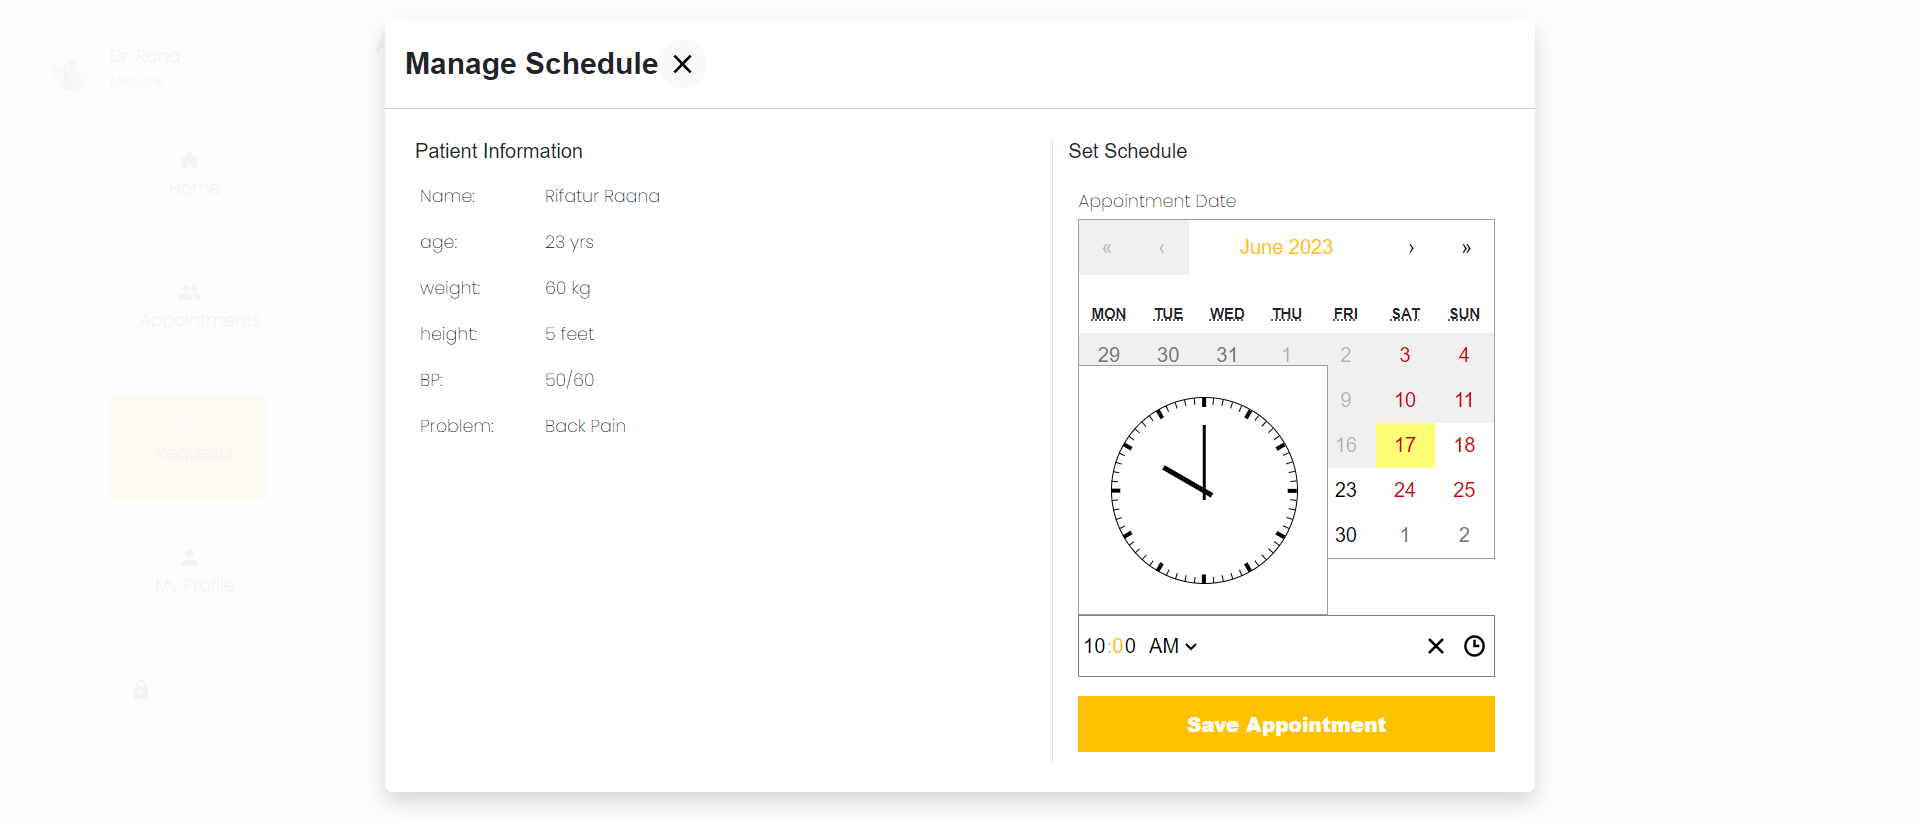 Dr. Rana
Medicine
Home
Appointments
Requests
My Profile
logout
A
Manage Schedule
Patient Information
Name: Rifatur Raana
age: 23 yrs
weight: 60 kg
height: 5 feet
BP: 50/60
Problem: Back Pain
Set Schedule
Appointment Date
« ‹ June 2023 › »
MON TUE WED THU FRI SAT SUN
29 30 31 1 2 3 4
9 10 11
16 17 18
23 24 25
30 1 2
10:00 AM
Save Appointment